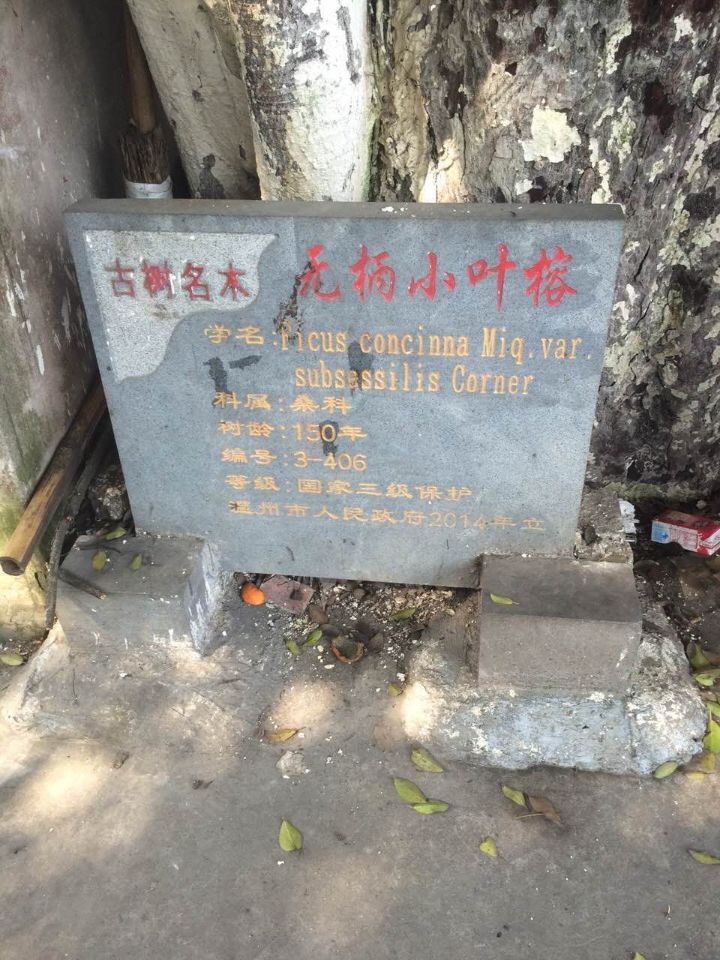 古树名木
无柄小叶榕
学名:Ficus concinna Miq.var.
subsessilis Corner
科属:桑科
树龄:150年
编号:3-406
等级:国家三级保护
温州市人民政府2014年立